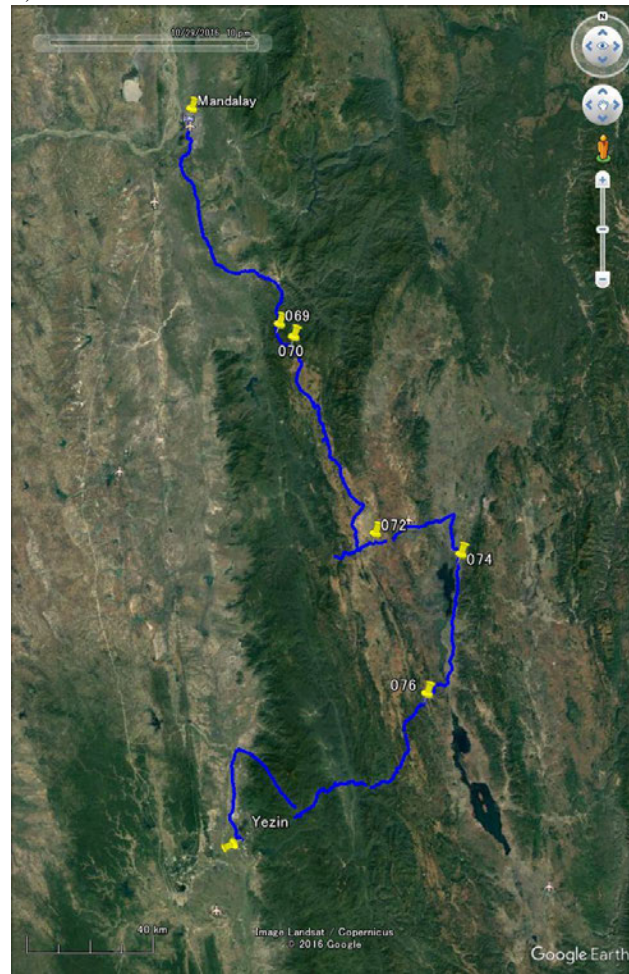 10/29/2016 10 pm
N
Mandalay
069
070
072
074
076
Yezin
40 km
Image Landsat / Copernicus
© 2016 Google
Google Earth